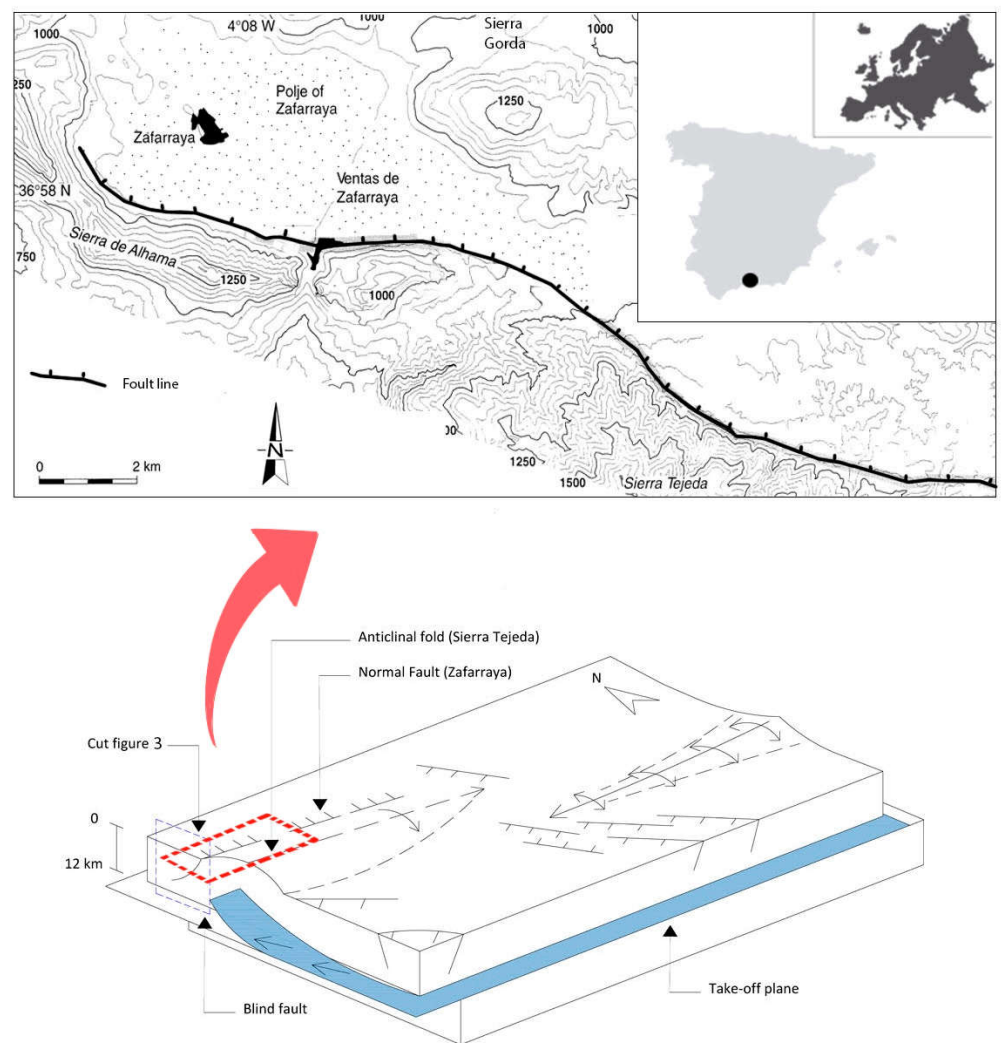 1000
4°08 W
1000
Sierra
Gorda
1000
250
1250
Polje of
Zafarraya
Zafarraya
Ventas de
Zafarraya
36°58 N
Sierra de Alhama
750
1250
1000
Foult line
N
0
2 km
00
1250
1500
Sierra Tejeda
Anticlinal fold (Sierra Tejeda)
Normal Fault (Zafarraya)
N
Cut figure 3
0
12 km
Take-off plane
Blind fault